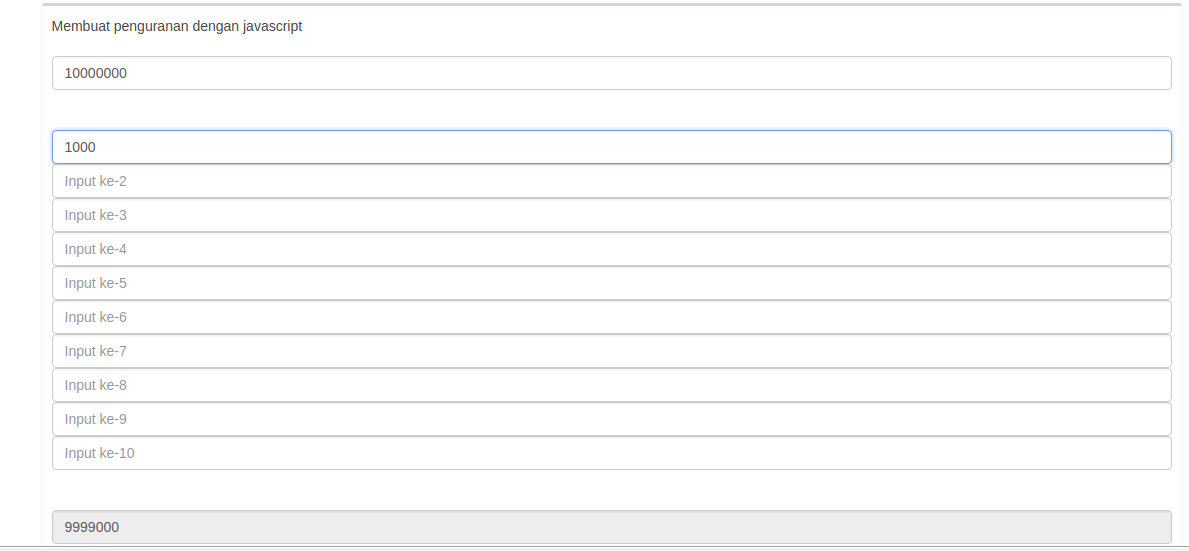 Membuat penguranan dengan javascript
10000000
1000
Input ke-2
Input ke-3
Input ke-4
Input ke-5
Input ke-6
Input ke-7
Input ke-8
Input ke-9
Input ke-10
9999000